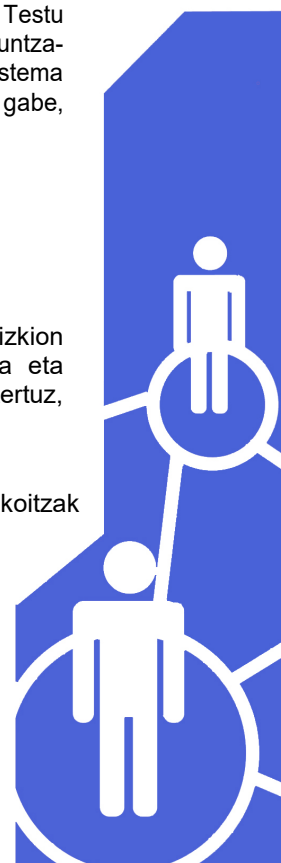 Testu
untza-
stema
gabe,
izkion
a eta
ertuz,
koitzak